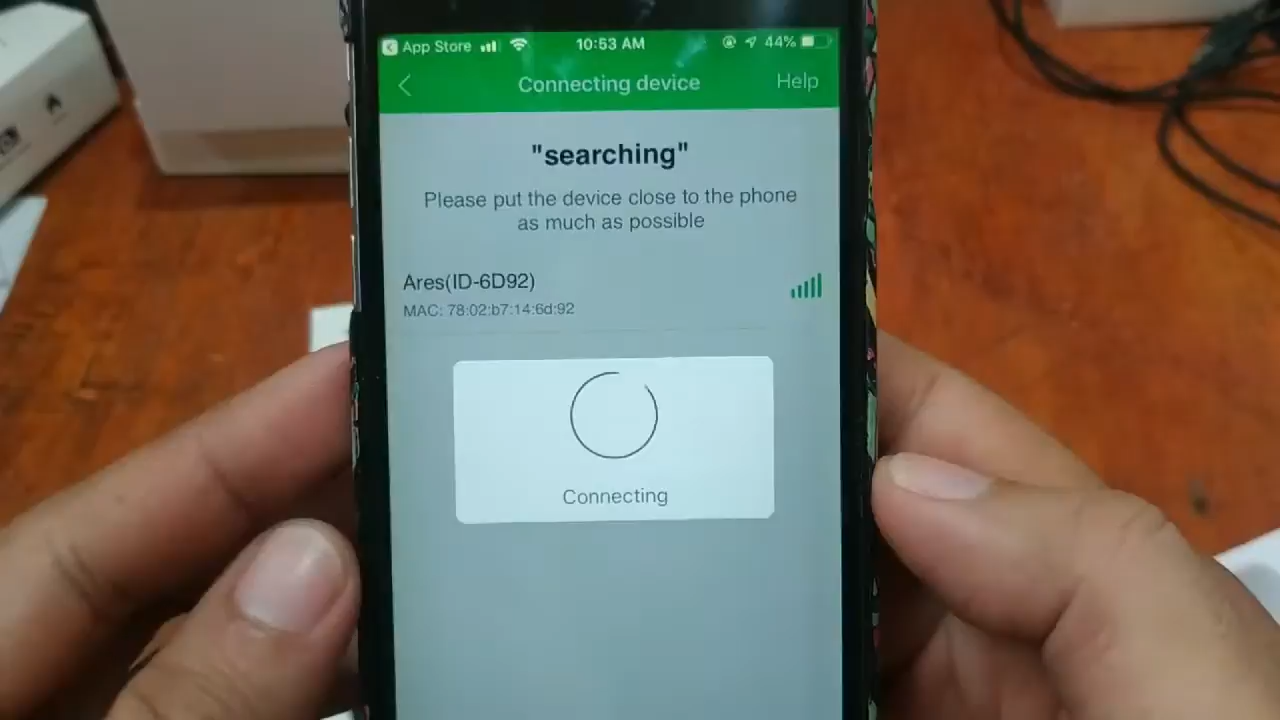 App Store 10:53 AM 44%
Connecting device Help
"searching"
Please put the device close to the phone
as much as possible
Ares(ID-6D92)
MAC: 78:02:b7:14:6d:92
Connecting